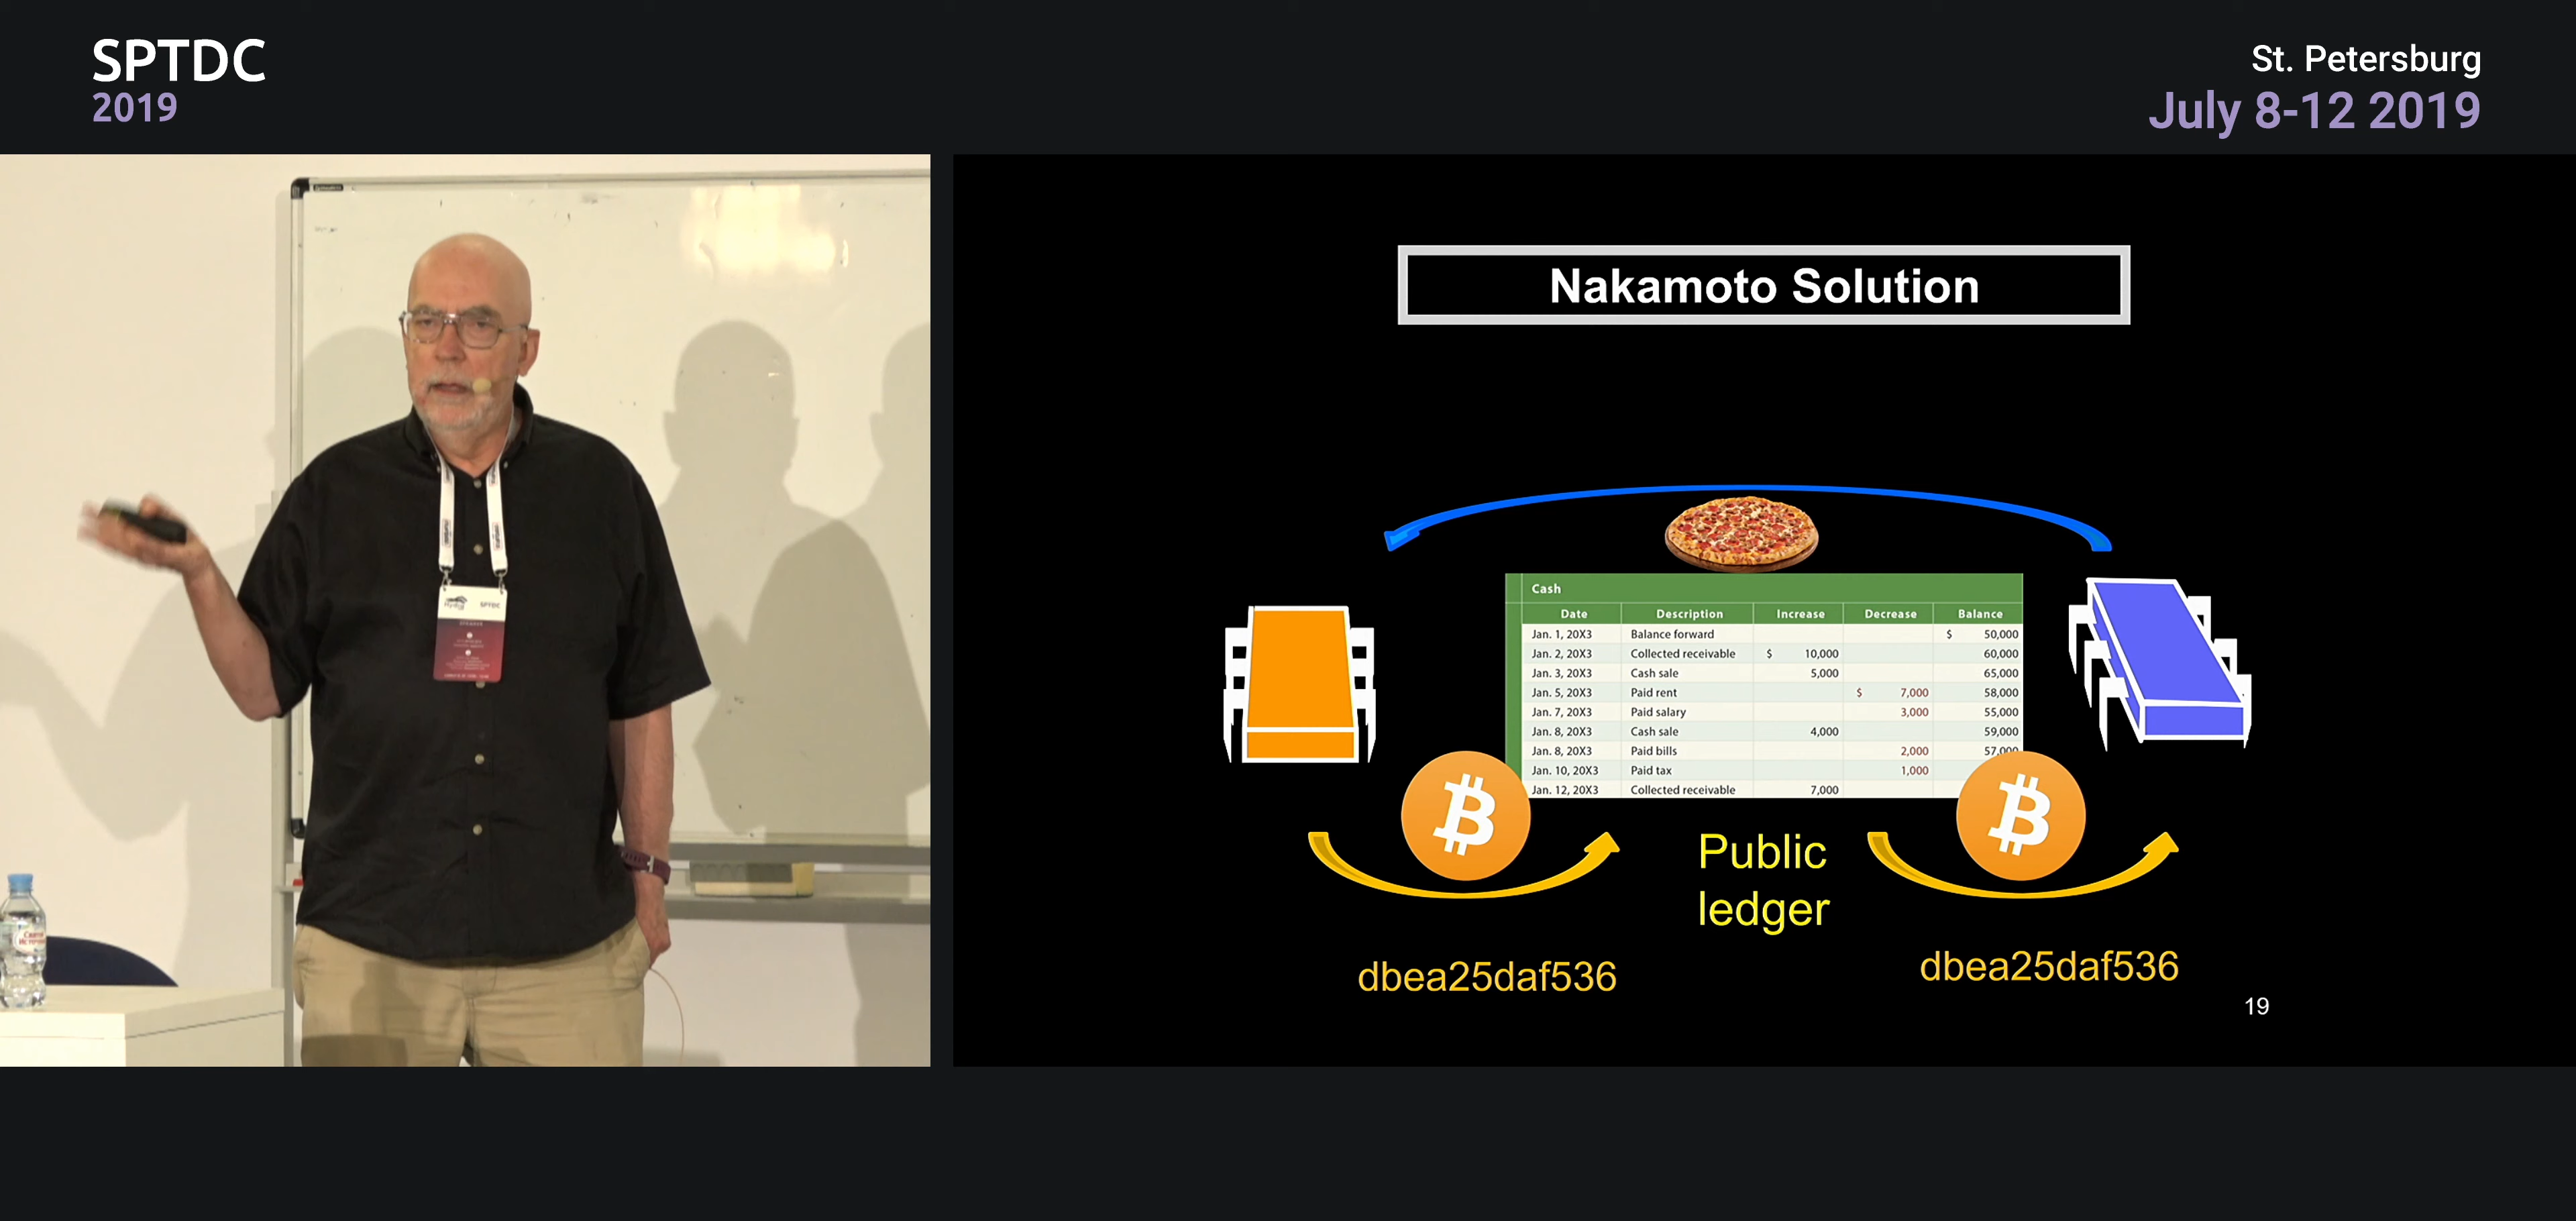 SPTDC
2019
St. Petersburg
July 8-12 2019
Nakamoto Solution
Cash
Date Description Increase Decrease Balance
Jan. 1, 20X3 Balance forward $ 50,000
Jan. 2, 20X3 Collected receivable $ 10,000 60,000
Jan. 3, 20X3 Cash sale 5,000 65,000
Jan. 5, 20X3 Paid rent $ 7,000 58,000
Jan. 7, 20X3 Paid salary 3,000 55,000
Jan. 8, 20X3 Cash sale 4,000 59,000
Jan. 8, 20X3 Paid bills 2,000 57,000
Jan. 10, 20X3 Paid tax 1,000
Jan. 12, 20X3 Collected receivable 7,000
Public
ledger
dbea25daf536
dbea25daf536
19
SPTDC